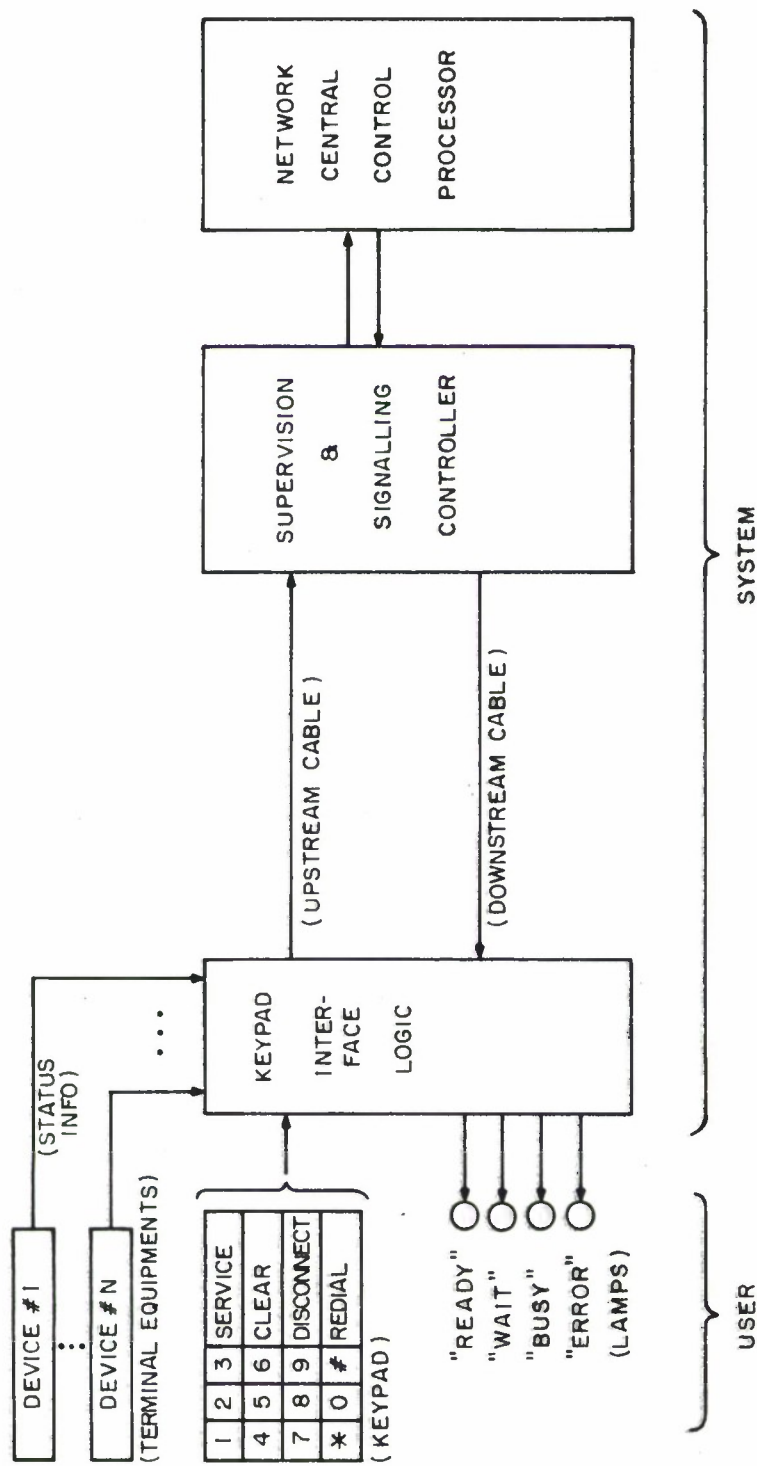 DEVICE #1
DEVICE #N
(TERMINAL EQUIPMENTS)
(STATUS
INFO)
1 2 3 SERVICE
4 5 6 CLEAR
7 8 9 DISCONNECT
* 0 # REDIAL
(KEYPAD)
"READY"
"WAIT"
"BUSY"
"ERROR"
(LAMPS)
USER
KEYPAD
INTER-
FACE
LOGIC
(UPSTREAM CABLE)
(DOWNSTREAM CABLE)
SUPERVISION
&
SIGNALLING
CONTROLLER
NETWORK
CENTRAL
CONTROL
PROCESSOR
SYSTEM